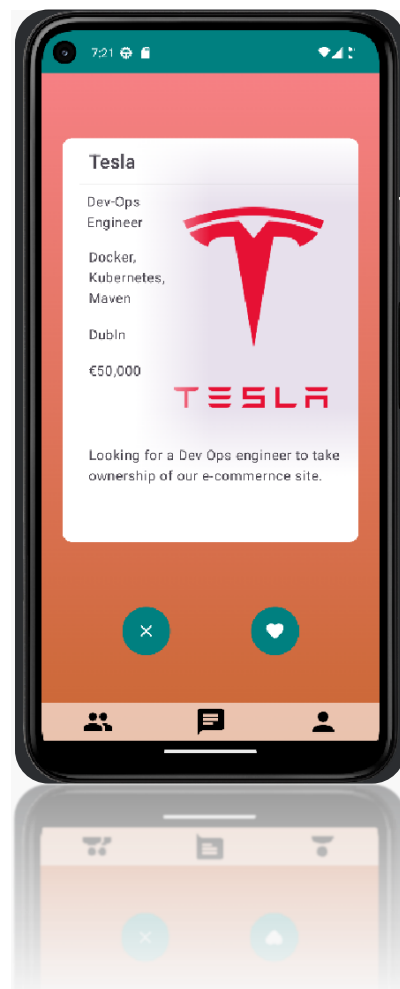 7:21
Tesla
Dev-Ops
Engineer
Docker,
Kubernetes,
Maven
Dubln
€50,000
TESLA
Looking for a Dev Ops engineer to take
ownership of our e-commernce site.